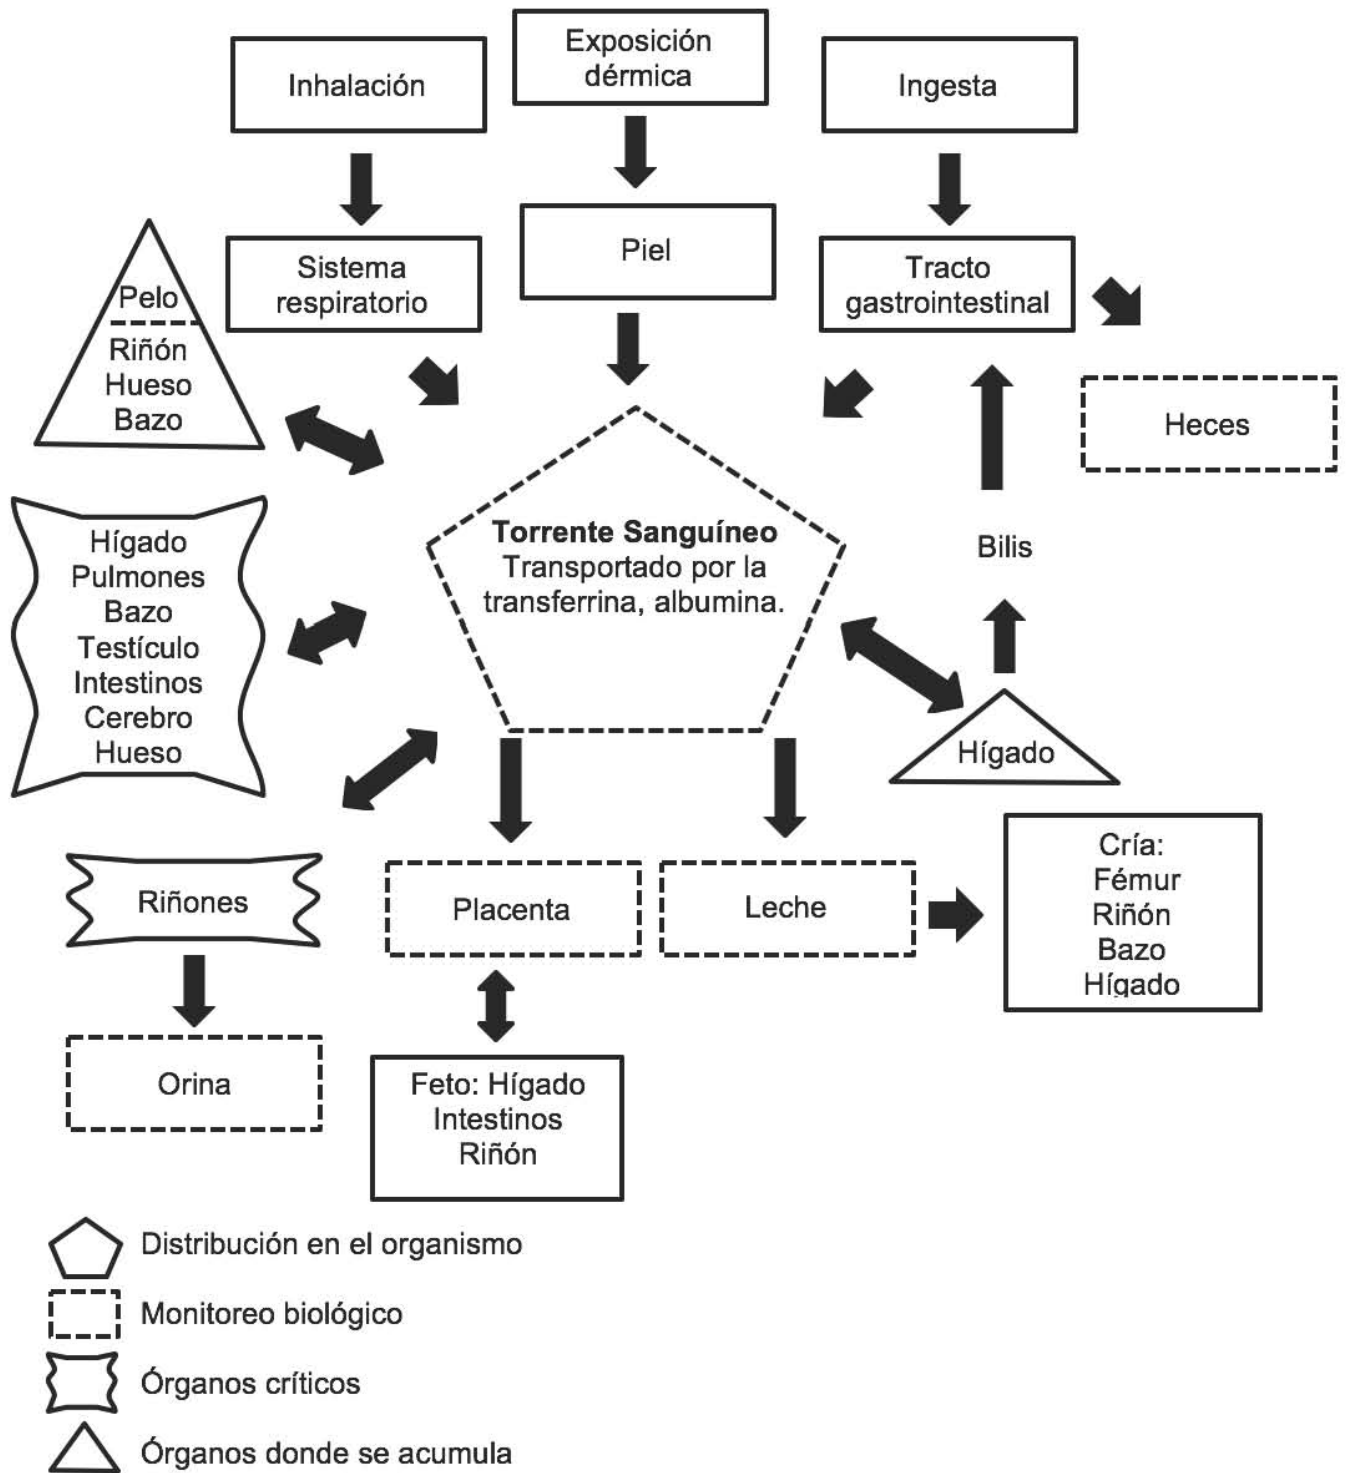 Inhalación
Exposición
dérmica
Ingesta
Sistema
respiratorio
Piel
Tracto
gastrointestinal
Pelo
Riñón
Hueso
Bazo
Heces
Torrente Sanguíneo
Transportado por la
transferrina, albumina.
Bilis
Hígado
Pulmones
Bazo
Testículo
Intestinos
Cerebro
Hueso
Hígado
Riñones
Placenta
Leche
Cría:
Fémur
Riñón
Bazo
Hígado
Orina
Feto: Hígado
Intestinos
Riñón
Distribución en el organismo
Monitoreo biológico
Órganos críticos
Órganos donde se acumula